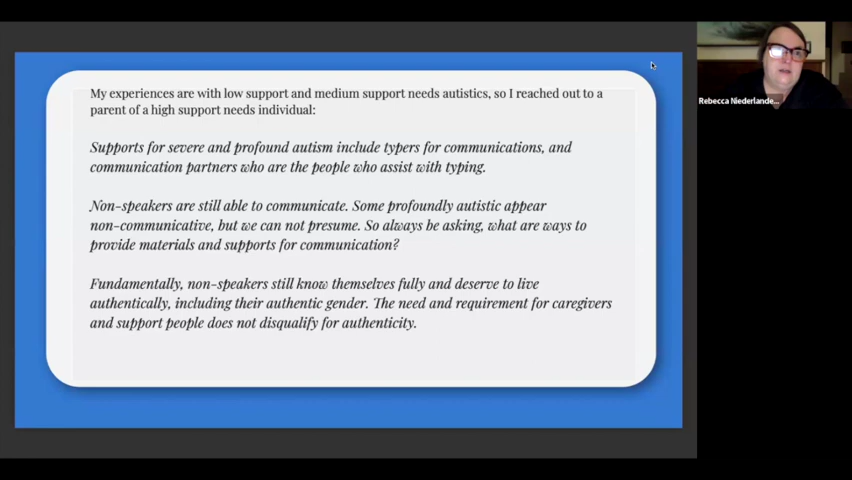 My experiences are with low support and medium support needs autistics, so I reached out to a
parent of a high support needs individual:
Supports for severe and profound autism include typers for communications, and
communication partners who are the people who assist with typing.
Non-speakers are still able to communicate. Some profoundly autistic appear
non-communicative, but we can not presume. So always be asking, what are ways to
provide materials and supports for communication?
Fundamentally, non-speakers still know themselves fully and deserve to live
authentically, including their authentic gender. The need and requirement for caregivers
and support people does not disqualify for authenticity.
Rebecca Niederlande...